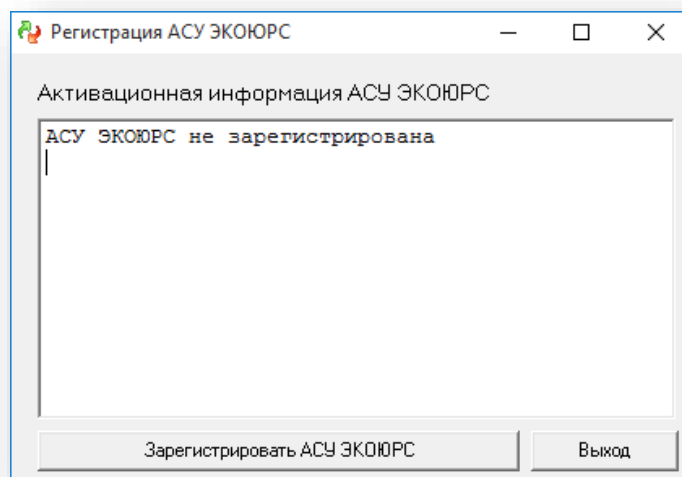 Регистрация АСУ ЭКОЮРС
Активационная информация АСУ ЭКОЮРС
АСУ ЭКОЮРС не зарегистрирована
Зарегистрировать АСУ ЭКОЮРС
Выход